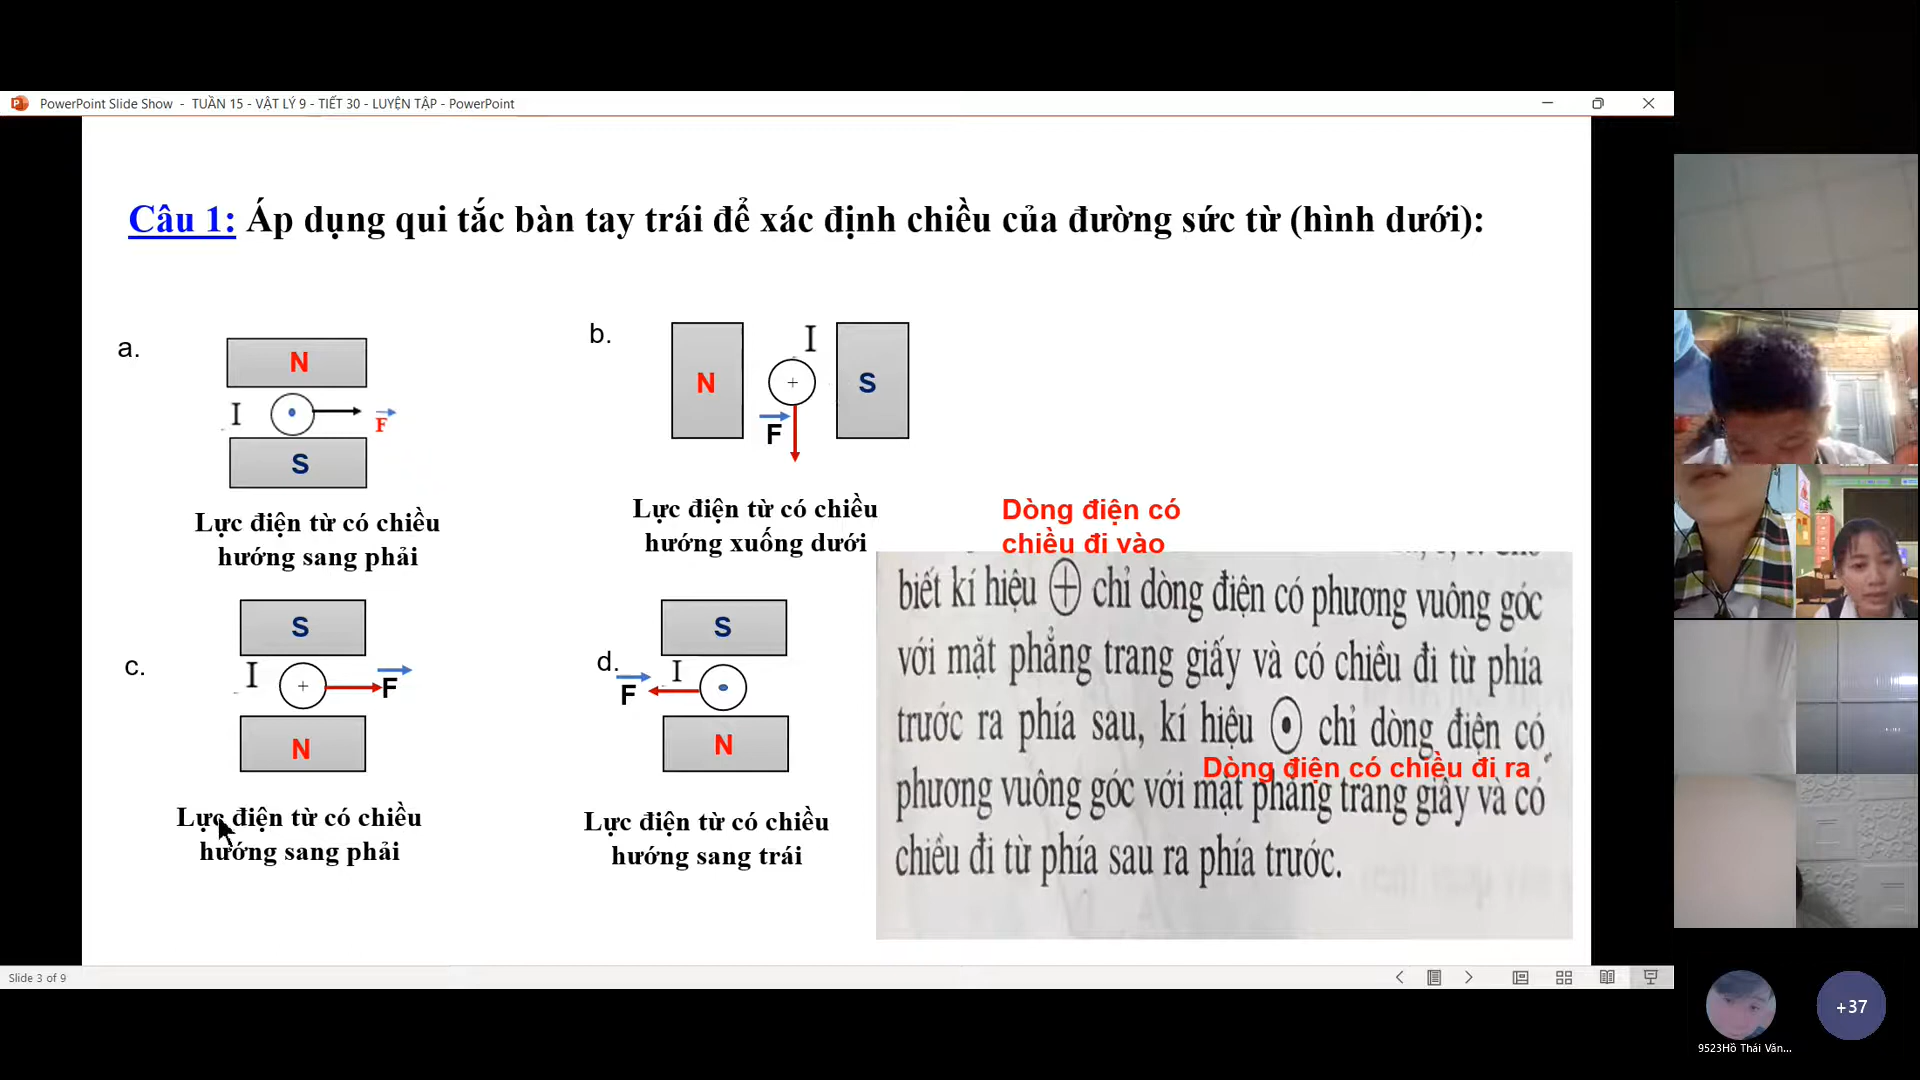 PowerPoint Slide Show - TUẦN 15 - VẬT LÝ 9 - TIẾT 30 - LUYỆN TẬP - PowerPoint
Câu 1: Áp dụng qui tắc bàn tay trái để xác định chiều của đường sức từ (hình dưới):
a.
N
I
F
S
Lực điện từ có chiều
hướng sang phải
b.
I
N
+
S
F
Lực điện từ có chiều
hướng xuống dưới
Dòng điện có
chiều đi vào
c.
S
I
+
F
N
Lực điện từ có chiều
hướng sang phải
d.
S
I
F
N
Lực điện từ có chiều
hướng sang trái
biết kí hiệu ⊕ chỉ dòng điện có phương vuông góc
với mặt phẳng trang giấy và có chiều đi từ phía
trước ra phía sau, kí hiệu ⊙ chỉ dòng điện có
Dòng điện có chiều đi ra
phương vuông góc với mặt phẳng trang giấy và có
chiều đi từ phía sau ra phía trước.
Slide 3 of 9
+37
9523Hồ Thái Văn...